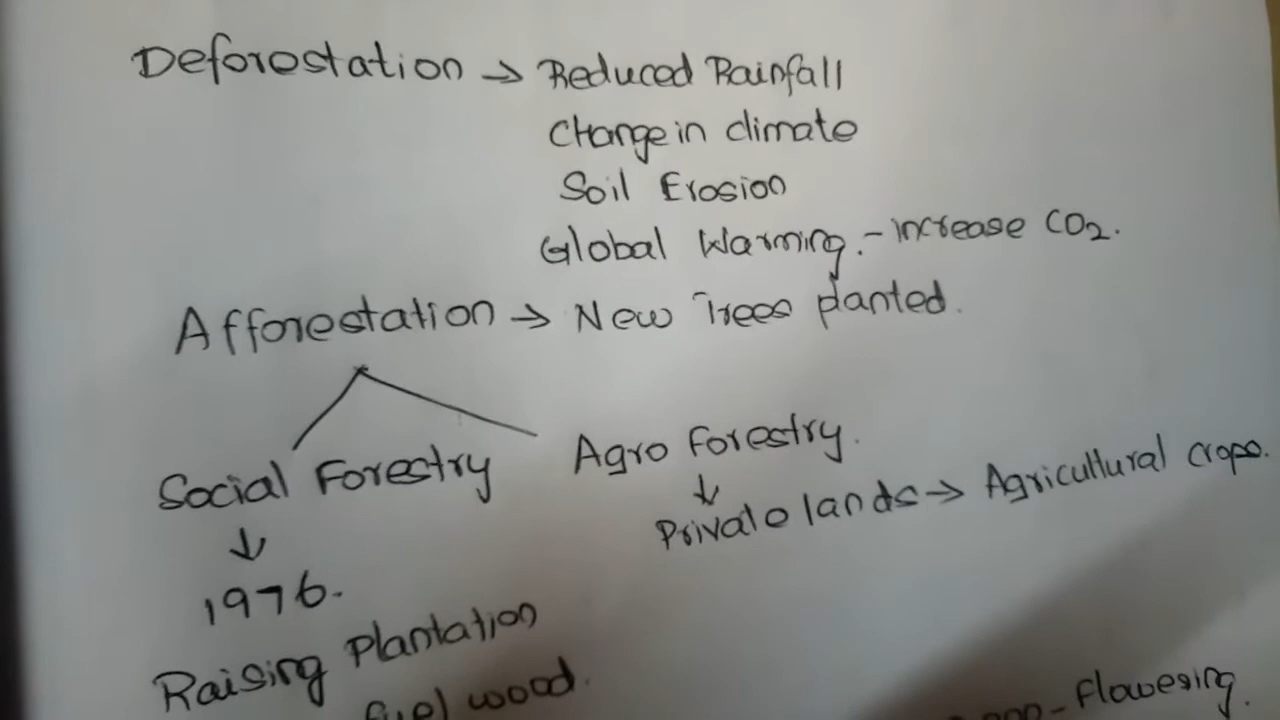 Deforestation → Reduced Rainfall
Change in climate
Soil Erosion
Global Warming. - increase CO₂.
Afforestation → New Trees planted.
Social Forestry
Agro Forestry.
↓
Private lands → Agricultural crops.
↓
1976.
Raising Plantation
fuel wood.
- Flowering.